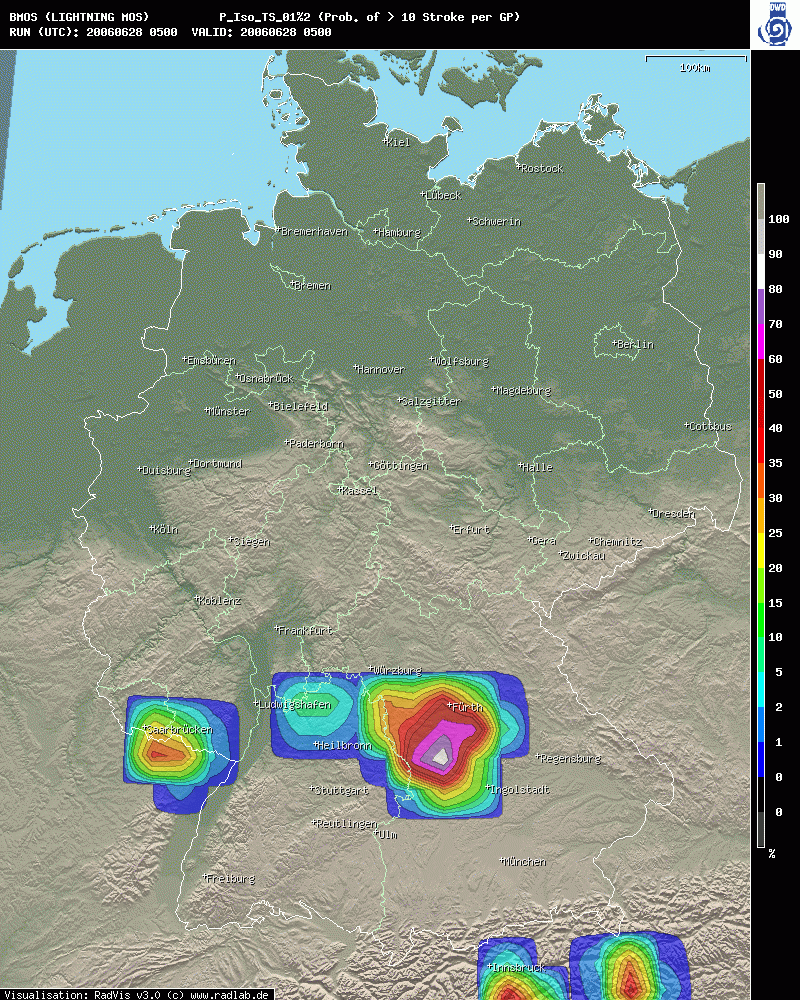 BMOS (LIGHTNING MOS) P_Iso_TS_01%2 (Prob. of > 10 Stroke per GP)
RUN (UTC): 20060628 0500 VALID: 20060628 0500
DWD
100km
Kiel
Rostock
Lübeck
Schwerin
Bremerhaven
Hamburg
Bremen
Berlin
Emsbüren
Wolfsburg
Hannover
Osnabrück
Magdeburg
Salzgitter
Bielefeld
Münster
Cottbus
Paderborn
Dortmund
Göttingen
Halle
Duisburg
Kassel
Dresden
Köln
Erfurt
Siegen
Gera
Chemnitz
Zwickau
Koblenz
Frankfurt
Würzburg
Ludwigshafen
Fürth
Saarbrücken
Heilbronn
Regensburg
Stuttgart
Ingolstadt
Reutlingen
Ulm
München
Freiburg
Innsbruck
100
90
80
70
60
50
40
35
30
25
20
15
10
5
2
1
0
0
%
Visualisation: RadVis v3.0 (c) www.radlab.de